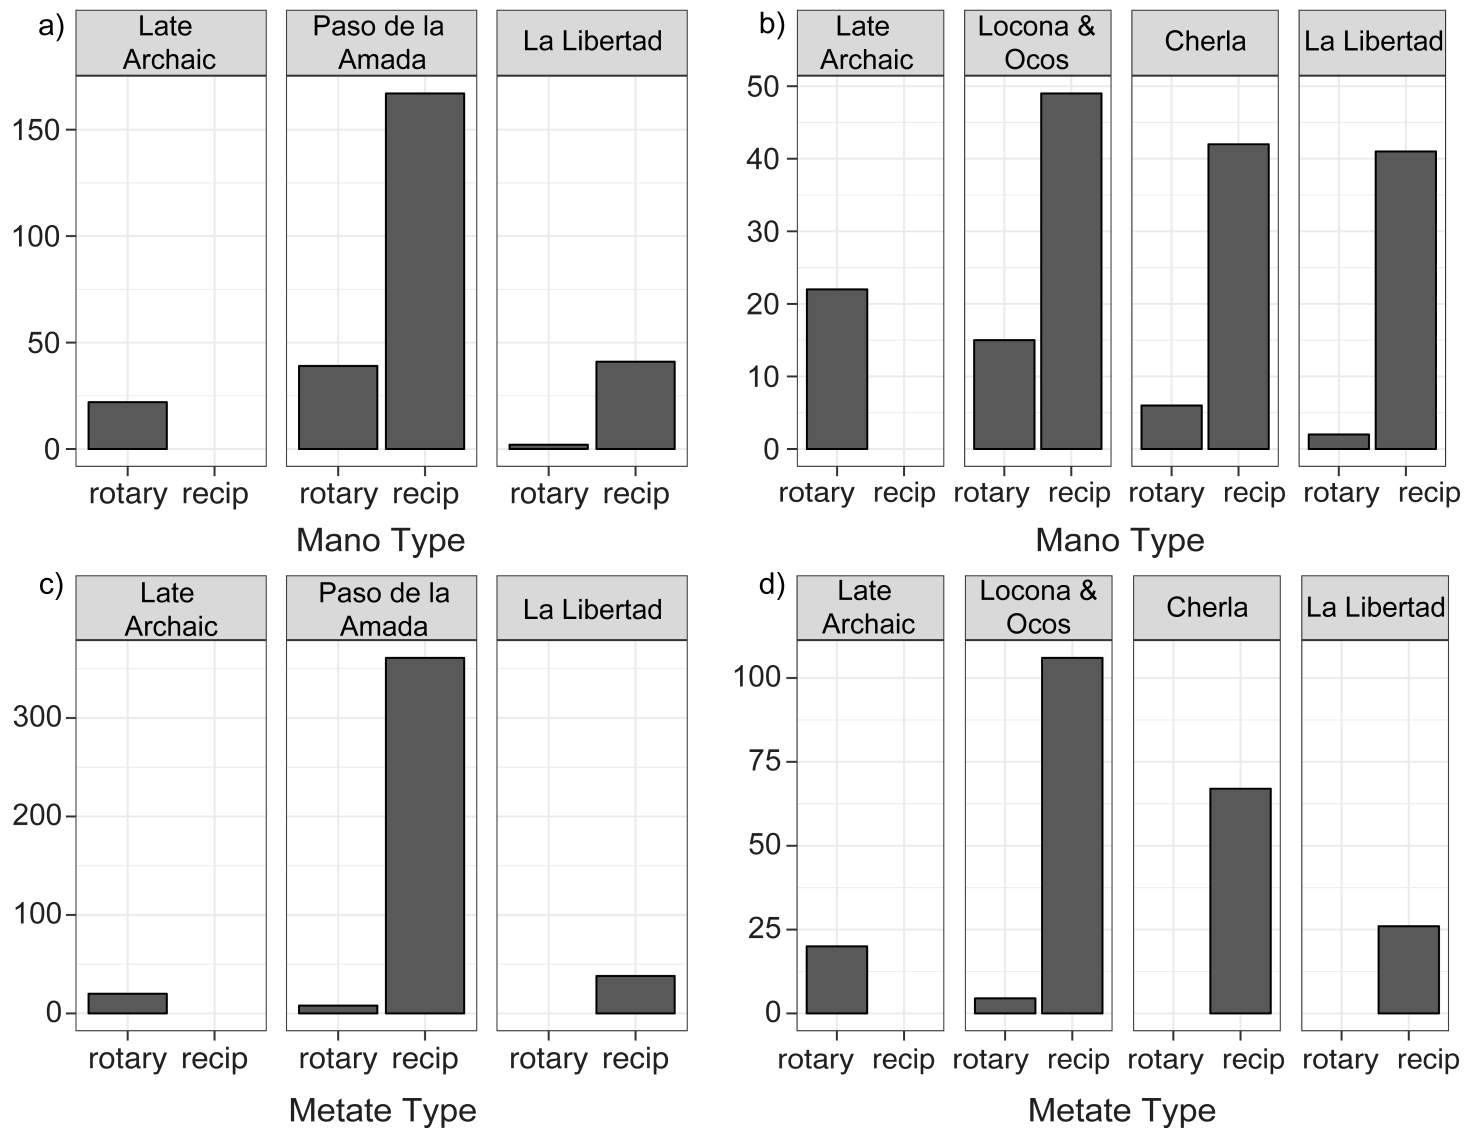 a)
Late
Archaic
Paso de la
Amada
La Libertad
150
100
50
0
rotary recip
rotary recip
rotary recip
Mano Type
b)
Late
Archaic
Locona &
Ocos
Cherla
La Libertad
50
40
30
20
10
0
rotary recip
rotary recip
rotary recip
rotary recip
Mano Type
c)
Late
Archaic
Paso de la
Amada
La Libertad
300
200
100
0
rotary recip
rotary recip
rotary recip
Metate Type
d)
Late
Archaic
Locona &
Ocos
Cherla
La Libertad
100
75
50
25
0
rotary recip
rotary recip
rotary recip
rotary recip
Metate Type